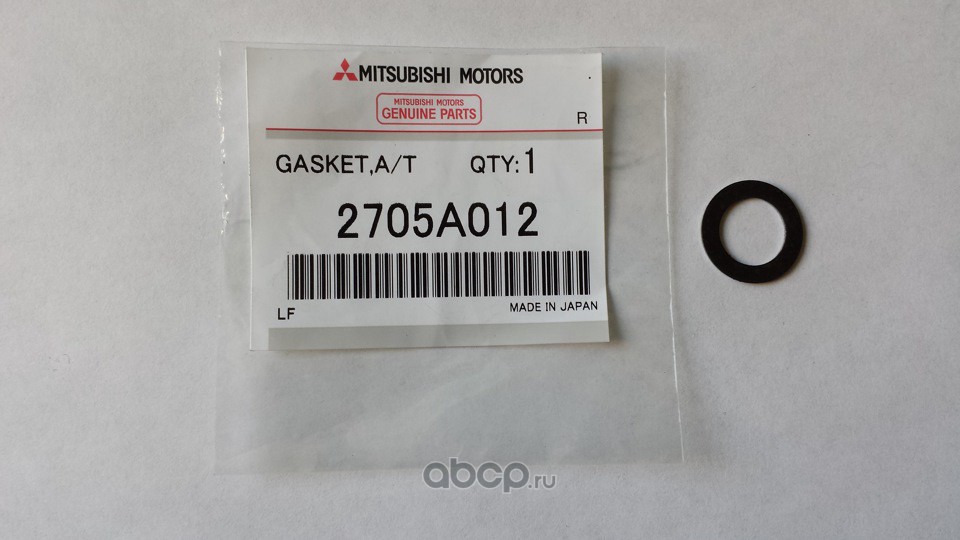 MITSUBISHI MOTORS
MITSUBISHI MOTORS
GENUINE PARTS
R
GASKET,A/T QTY:1
2705A012
LF MADE IN JAPAN
abcp.ru